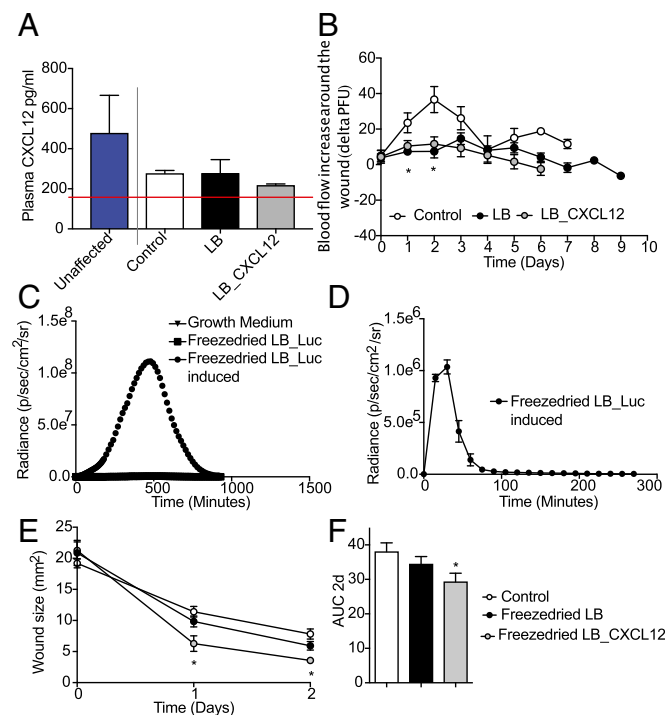 A
Plasma CXCL12 pg/ml
800
600
400
200
0
Unaffected
Control
LB
LB_CXCL12
B
Blood flow increase around the
wound (delta PFU)
60
40
20
0
-20
-40
Control LB LB_CXCL12
0 1 2 3 4 5 6 7 8 9 10
Time (Days)
* *
C
Radiance (p/sec/cm²/sr)
1.5e⁸
1.0e⁸
5.0e⁷
0.0
Growth Medium
Freezedried LB_Luc
Freezedried LB_Luc
induced
0 500 1000 1500
Time (Minutes)
D
Radiance (p/sec/cm²/sr)
1.5e⁶
1.0e⁶
5.0e⁵
0.0
Freezedried LB_Luc
induced
0 100 200 300
Time (Minutes)
E
Wound size (mm²)
25
20
15
10
5
0
* *
0 1 2
Time (Days)
F
AUC 2d
40
30
20
10
0
*
Control
Freezedried LB
Freezedried LB_CXCL12